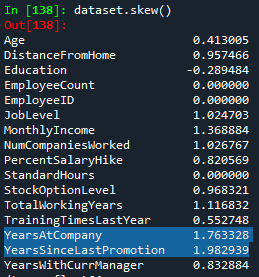 In [138]: dataset.skew()
Out[138]:
Age 0.413005
DistanceFromHome 0.957466
Education -0.289484
EmployeeCount 0.000000
EmployeeID 0.000000
JobLevel 1.024703
MonthlyIncome 1.368884
NumCompaniesWorked 1.026767
PercentSalaryHike 0.820569
StandardHours 0.000000
StockOptionLevel 0.968321
TotalWorkingYears 1.116832
TrainingTimesLastYear 0.552748
YearsAtCompany 1.763328
YearsSinceLastPromotion 1.982939
YearsWithCurrManager 0.832884